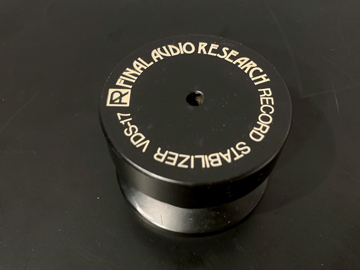 FINAL AUDIO RESEARCH RECORD STABILIZER VDS-17